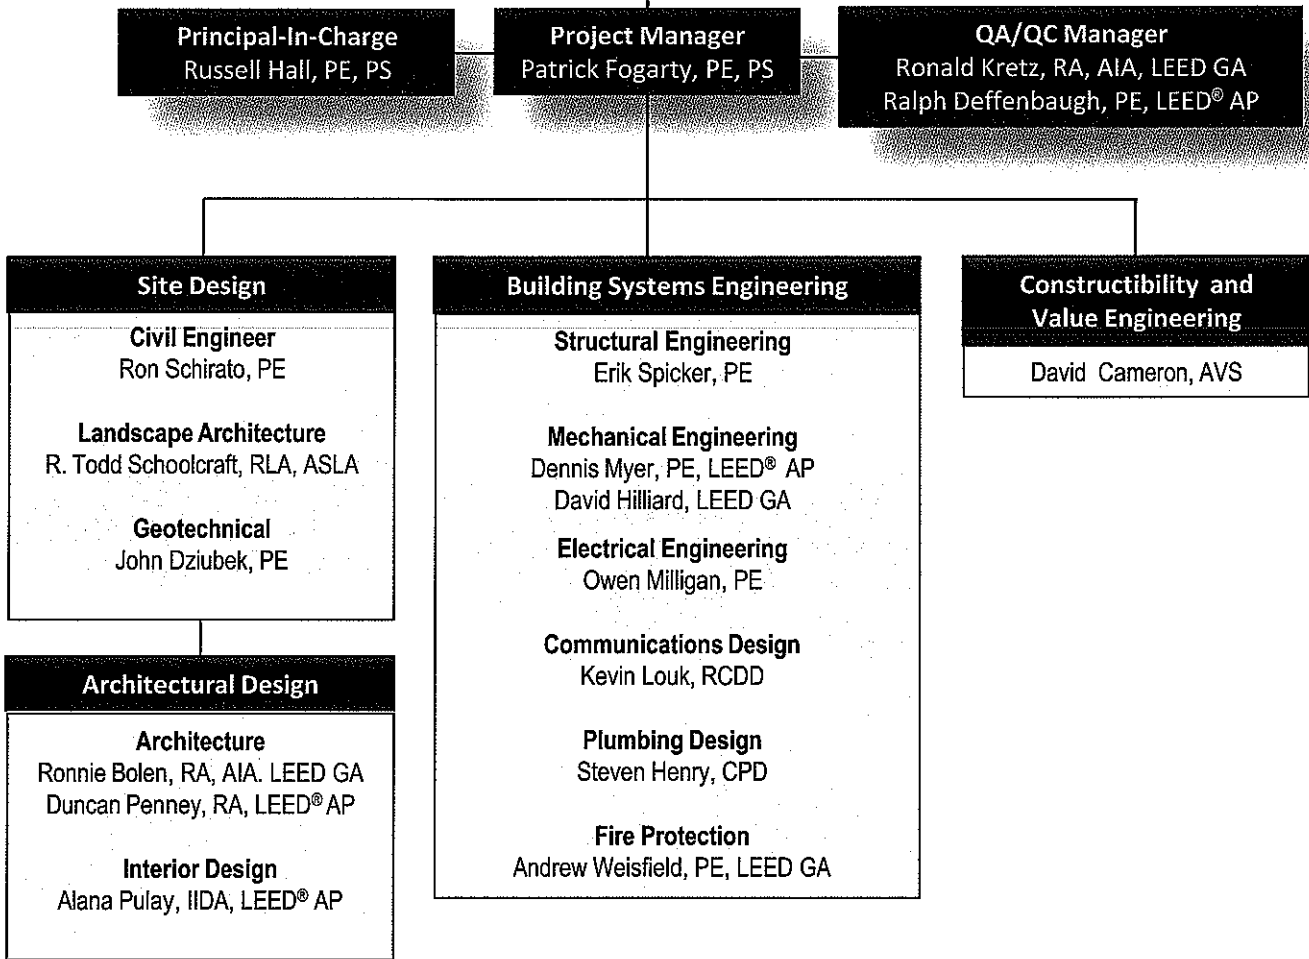 Principal-In-Charge
Russell Hall, PE, PS
Project Manager
Patrick Fogarty, PE, PS
QA/QC Manager
Ronald Kretz, RA, AIA, LEED GA
Ralph Deffenbaugh, PE, LEED® AP
Site Design
Civil Engineer
Ron Schirato, PE
Landscape Architecture
R. Todd Schoolcraft, RLA, ASLA
Geotechnical
John Dziubek, PE
Architectural Design
Architecture
Ronnie Bolen, RA, AIA. LEED GA
Duncan Penney, RA, LEED® AP
Interior Design
Alana Pulay, IIDA, LEED® AP
Building Systems Engineering
Structural Engineering
Erik Spicker, PE
Mechanical Engineering
Dennis Myer, PE, LEED® AP
David Hilliard, LEED GA
Electrical Engineering
Owen Milligan, PE
Communications Design
Kevin Louk, RCDD
Plumbing Design
Steven Henry, CPD
Fire Protection
Andrew Weisfield, PE, LEED GA
Constructibility and
Value Engineering
David Cameron, AVS